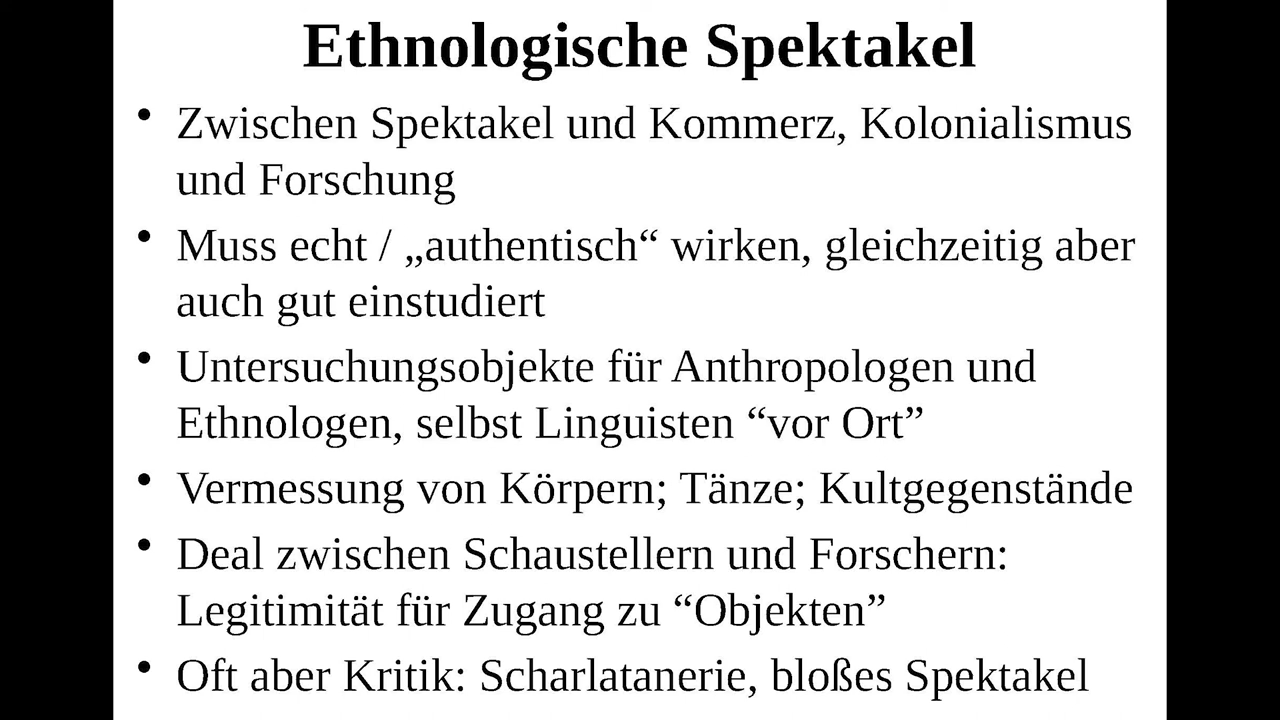 Ethnologische Spektakel
• Zwischen Spektakel und Kommerz, Kolonialismus
und Forschung
• Muss echt / „authentisch“ wirken, gleichzeitig aber
auch gut einstudiert
• Untersuchungsobjekte für Anthropologen und
Ethnologen, selbst Linguisten “vor Ort”
• Vermessung von Körpern; Tänze; Kultgegenstände
• Deal zwischen Schaustellern und Forschern:
Legitimität für Zugang zu “Objekten”
• Oft aber Kritik: Scharlatanerie, bloßes Spektakel